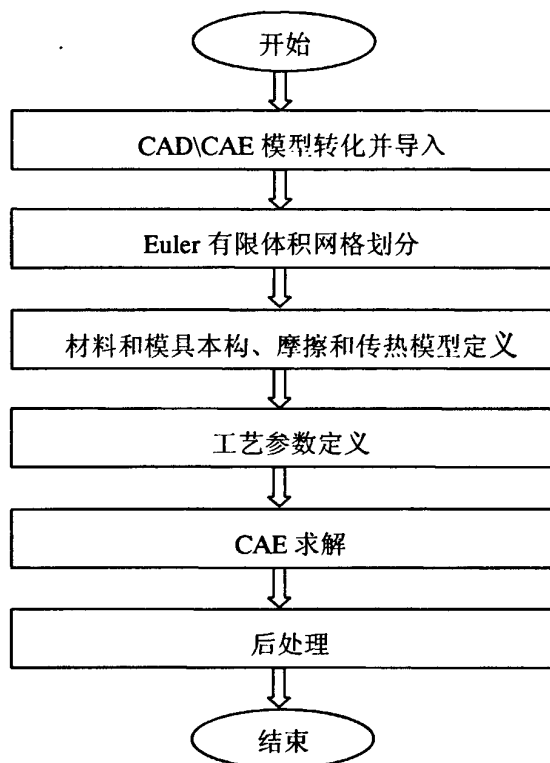 开始
CAD\CAE 模型转化并导入
Euler 有限体积网格划分
材料和模具本构、摩擦和传热模型定义
工艺参数定义
CAE 求解
后处理
结束